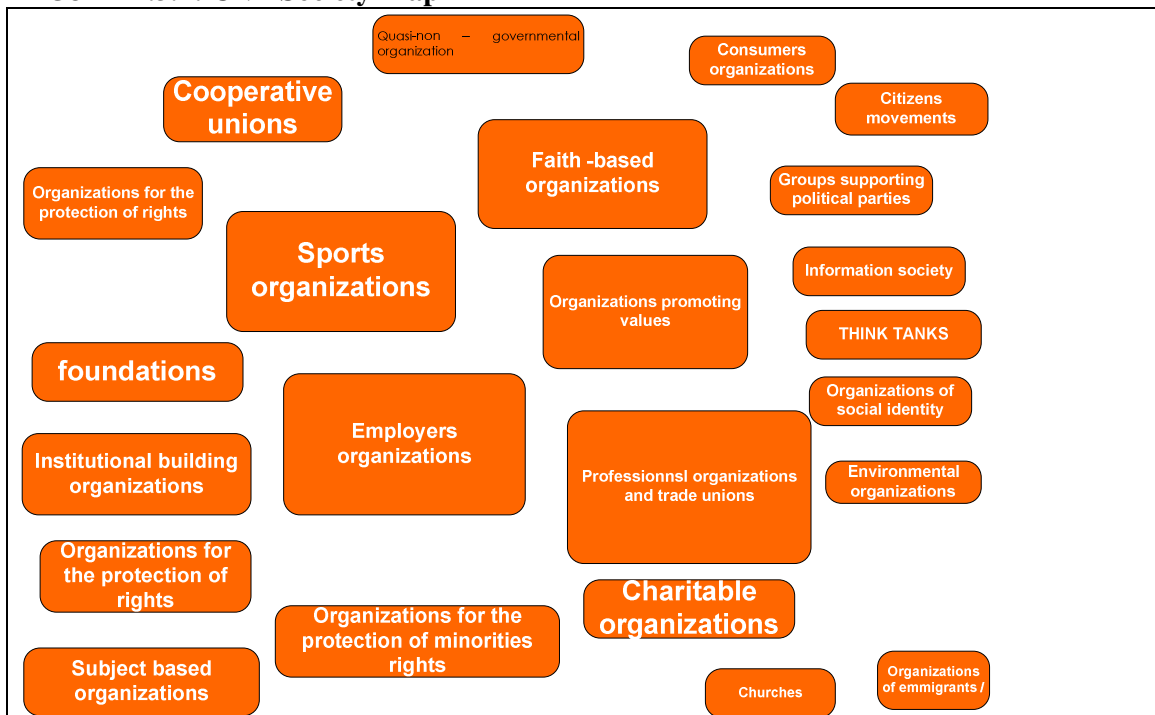 Quasi-non – governmental
organization
Consumers
organizations
Cooperative
unions
Citizens
movements
Faith -based
organizations
Groups supporting
political parties
Organizations for the
protection of rights
Sports
organizations
Information society
Organizations promoting
values
THINK TANKS
foundations
Organizations of
social identity
Employers
organizations
Institutional building
organizations
Professionnsl organizations
and trade unions
Environmental
organizations
Organizations for
the protection of
rights
Charitable
organizations
Organizations for the
protection of minorities
rights
Subject based
organizations
Churches
Organizations
of emmigrants /